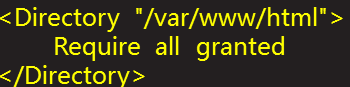 <Directory "/var/www/html">
Require all granted
</Directory>